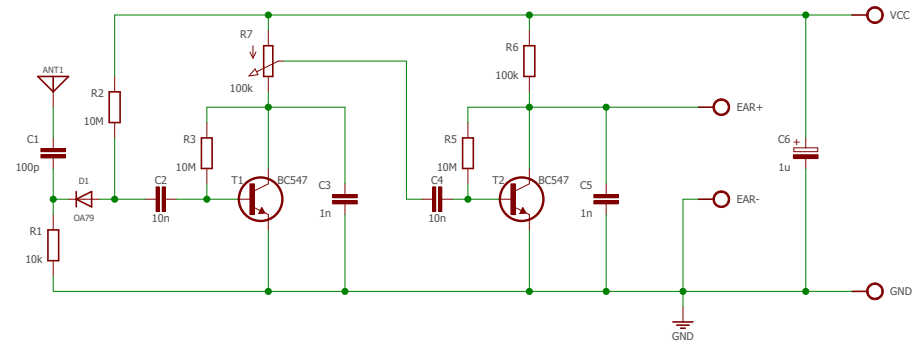 VCC
R7
R6
100k
100k
ANT1
R2
10M
EAR+
C1
100p
R3
10M
R5
10M
C6
+
1u
D1
OA79
C2
10n
T1
BC547
C3
1n
C4
10n
T2
BC547
C5
1n
EAR-
R1
10k
GND
GND